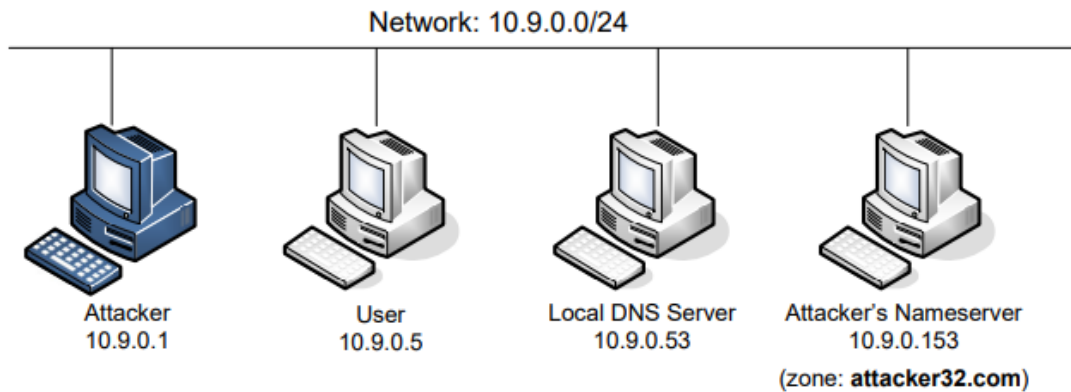 Network: 10.9.0.0/24
Attacker
10.9.0.1
User
10.9.0.5
Local DNS Server
10.9.0.53
Attacker's Nameserver
10.9.0.153
(zone: attacker32.com)